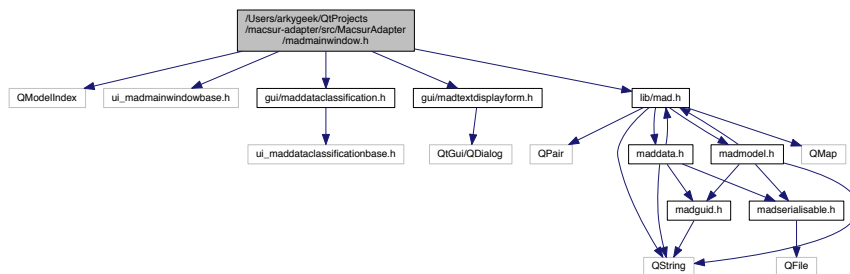 /Users/arkygeek/QtProjects
/macsur-adapter/src/MacsurAdapter
/madmainwindow.h
QModelIndex
ui_madmainwindowbase.h
gui/maddataclassification.h
gui/madtextdisplayform.h
lib/mad.h
ui_maddataclassificationbase.h
QtGui/QDialog
QPair
maddata.h
madmodel.h
QMap
madguid.h
madserialisable.h
QString
QFile